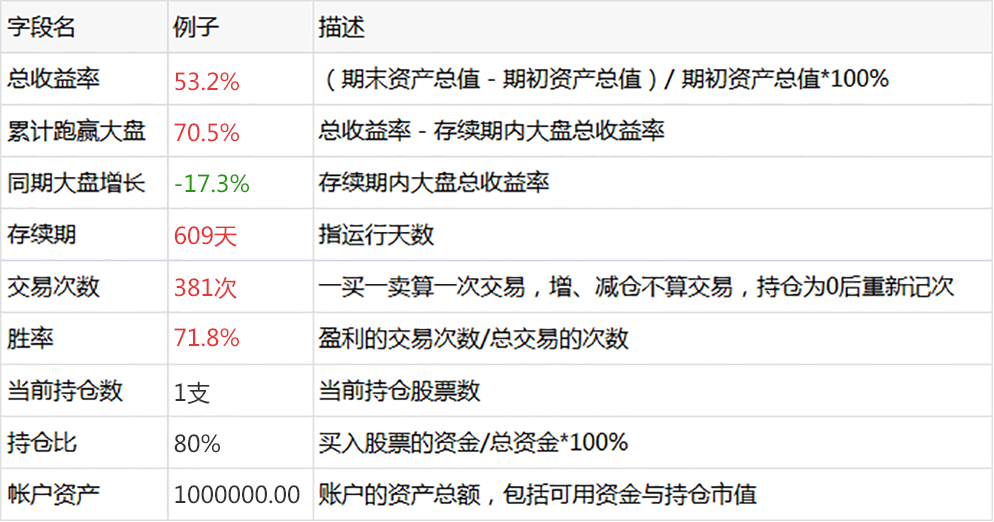 字段名 例子 描述
总收益率 53.2% （期末资产总值－期初资产总值）/ 期初资产总值*100%
累计跑赢大盘 70.5% 总收益率－存续期内大盘总收益率
同期大盘增长 -17.3% 存续期内大盘总收益率
存续期 609天 指运行天数
交易次数 381次 一买一卖算一次交易，增、减仓不算交易，持仓为0后重新记次
胜率 71.8% 盈利的交易次数/总交易的次数
当前持仓数 1支 当前持仓股票数
持仓比 80% 买入股票的资金/总资金*100%
帐户资产 1000000.00 账户的资产总额，包括可用资金与持仓市值